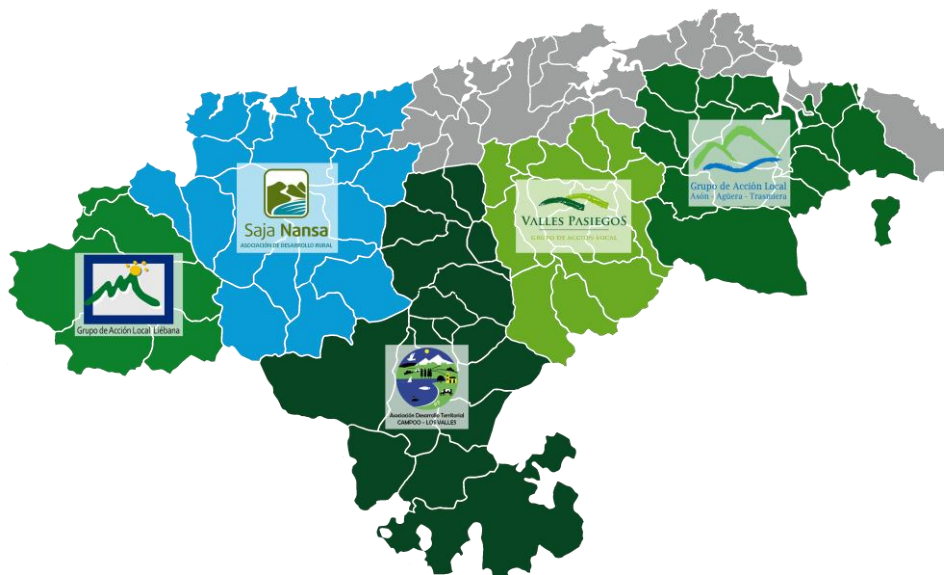 Grupo de Acción Local
Asón - Agüera - Trasmiera
Saja Nansa
ASOCIACIÓN DE DESARROLLO RURAL
VALLES PASIEGOS
GRUPO DE ACCIÓN LOCAL
Grupo de Acción Local Liébana
Asociación Desarrollo Territorial
CAMPOO - LOS VALLES